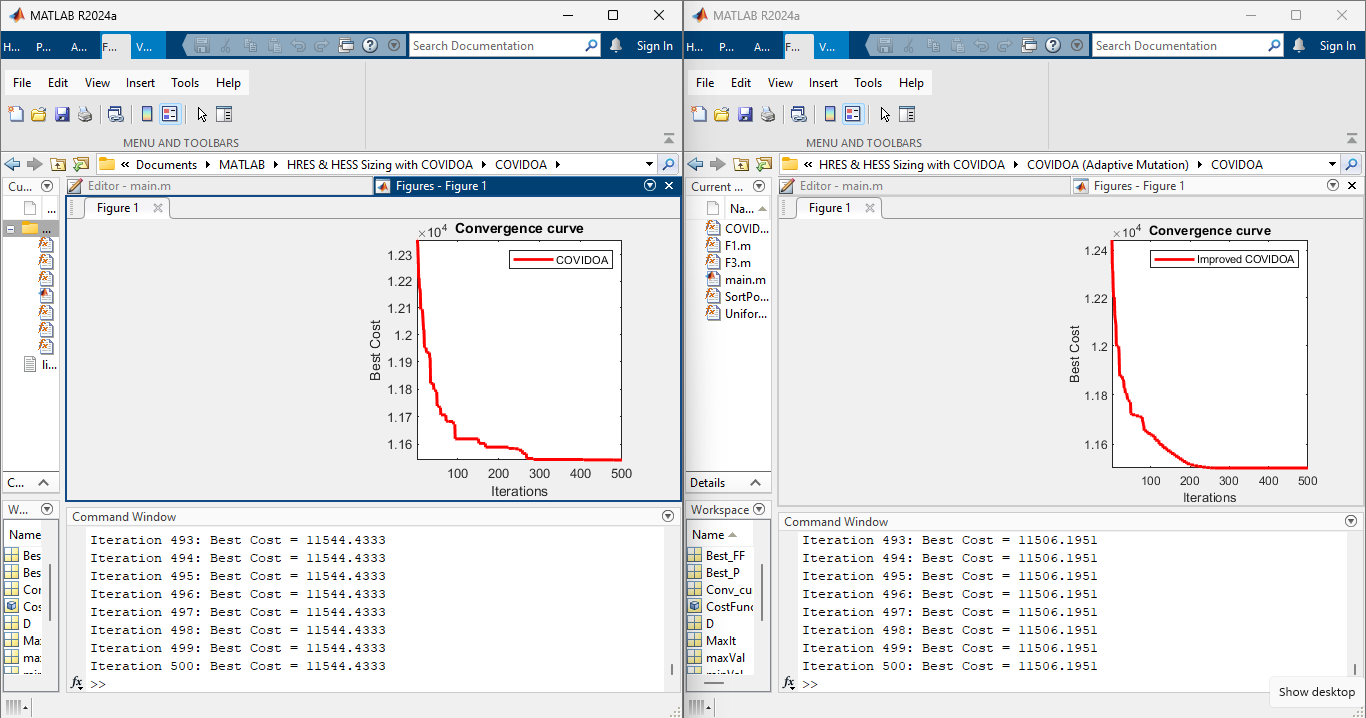 MATLAB R2024a
H... P... A... F... V...
Search Documentation
Sign In
File Edit View Insert Tools Help
MENU AND TOOLBARS
« Documents MATLAB HRES & HESS Sizing with COVIDOA COVIDOA
Cu...
Editor - main.m
Figures - Figure 1
...
Figure 1
...
li...
C...
×10^4 Convergence curve
COVIDOA
1.23
1.22
1.21
1.2
1.19
1.18
1.17
1.16
Best Cost
100 200 300 400 500
Iterations
W...
Name
Bes
Bes
Cor
Cos
D
Ma
ma
Command Window
Iteration 493: Best Cost = 11544.4333
Iteration 494: Best Cost = 11544.4333
Iteration 495: Best Cost = 11544.4333
Iteration 496: Best Cost = 11544.4333
Iteration 497: Best Cost = 11544.4333
Iteration 498: Best Cost = 11544.4333
Iteration 499: Best Cost = 11544.4333
Iteration 500: Best Cost = 11544.4333
fx >>
MATLAB R2024a
H... P... A... F... V...
Search Documentation
Sign In
File Edit View Insert Tools Help
MENU AND TOOLBARS
« HRES & HESS Sizing with COVIDOA COVIDOA (Adaptive Mutation) COVIDOA
Current ...
Editor - main.m
Figures - Figure 1
Na...
Figure 1
COVID...
F1.m
F3.m
main.m
SortPo...
Unifor...
Details
×10^4 Convergence curve
Improved COVIDOA
1.24
1.22
1.2
1.18
1.16
Best Cost
100 200 300 400 500
Iterations
Workspace
Name
Best_FF
Best_P
Conv_cu
CostFunc
D
MaxIt
maxVal
Command Window
Iteration 493: Best Cost = 11506.1951
Iteration 494: Best Cost = 11506.1951
Iteration 495: Best Cost = 11506.1951
Iteration 496: Best Cost = 11506.1951
Iteration 497: Best Cost = 11506.1951
Iteration 498: Best Cost = 11506.1951
Iteration 499: Best Cost = 11506.1951
Iteration 500: Best Cost = 11506.1951
fx >>
Show desktop